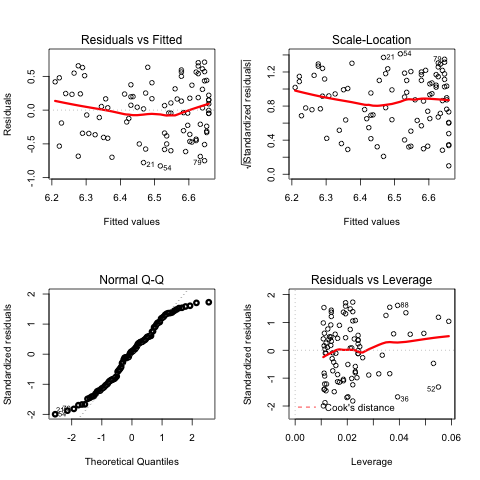 Residuals vs Fitted
Residuals
0.5
0.0
-0.5
-1.0
21
54
79
6.2 6.3 6.4 6.5 6.6
Fitted values
Scale-Location
√|Standardized residuals|
1.2
0.8
0.4
0.0
21
54
79
6.2 6.3 6.4 6.5 6.6
Fitted values
Normal Q-Q
Standardized residuals
2
1
0
-1
-2
54
-2 -1 0 1 2
Theoretical Quantiles
Residuals vs Leverage
Standardized residuals
2
1
0
-1
-2
88
52
36
Cook's distance
0.00 0.02 0.04 0.06
Leverage